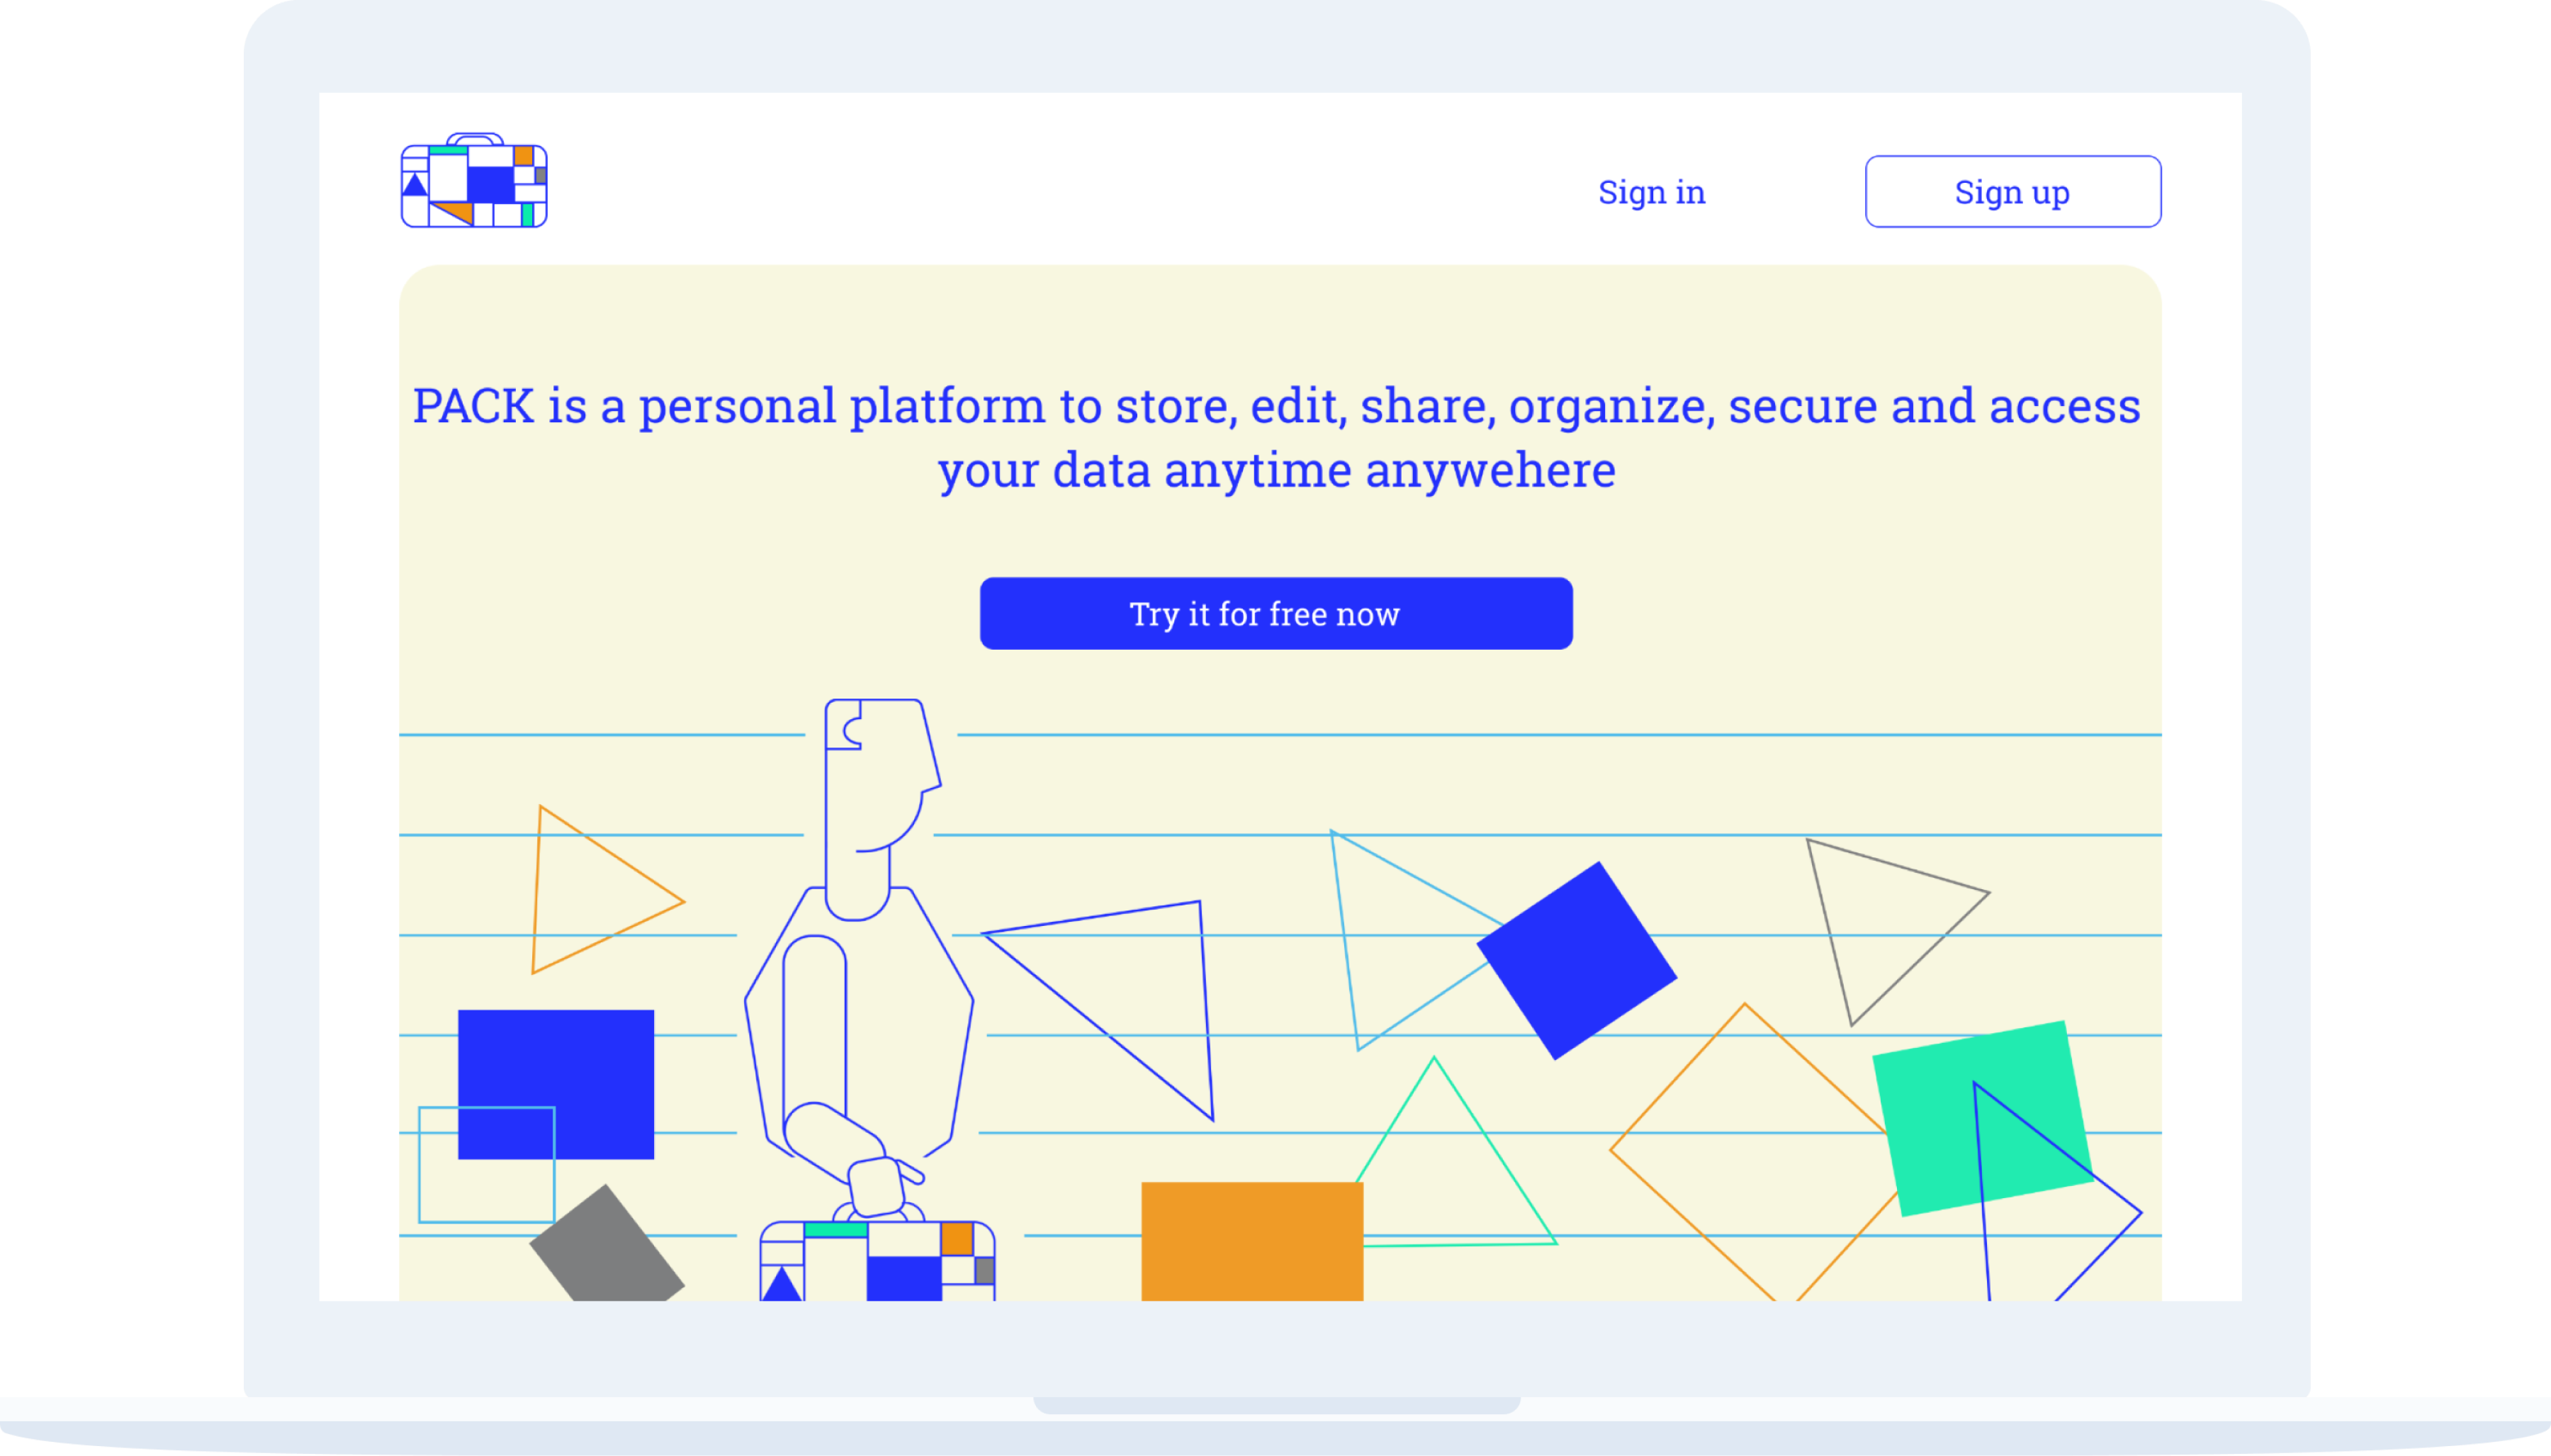 Sign in
Sign up
PACK is a personal platform to store, edit, share, organize, secure and access
your data anytime anywehere
Try it for free now